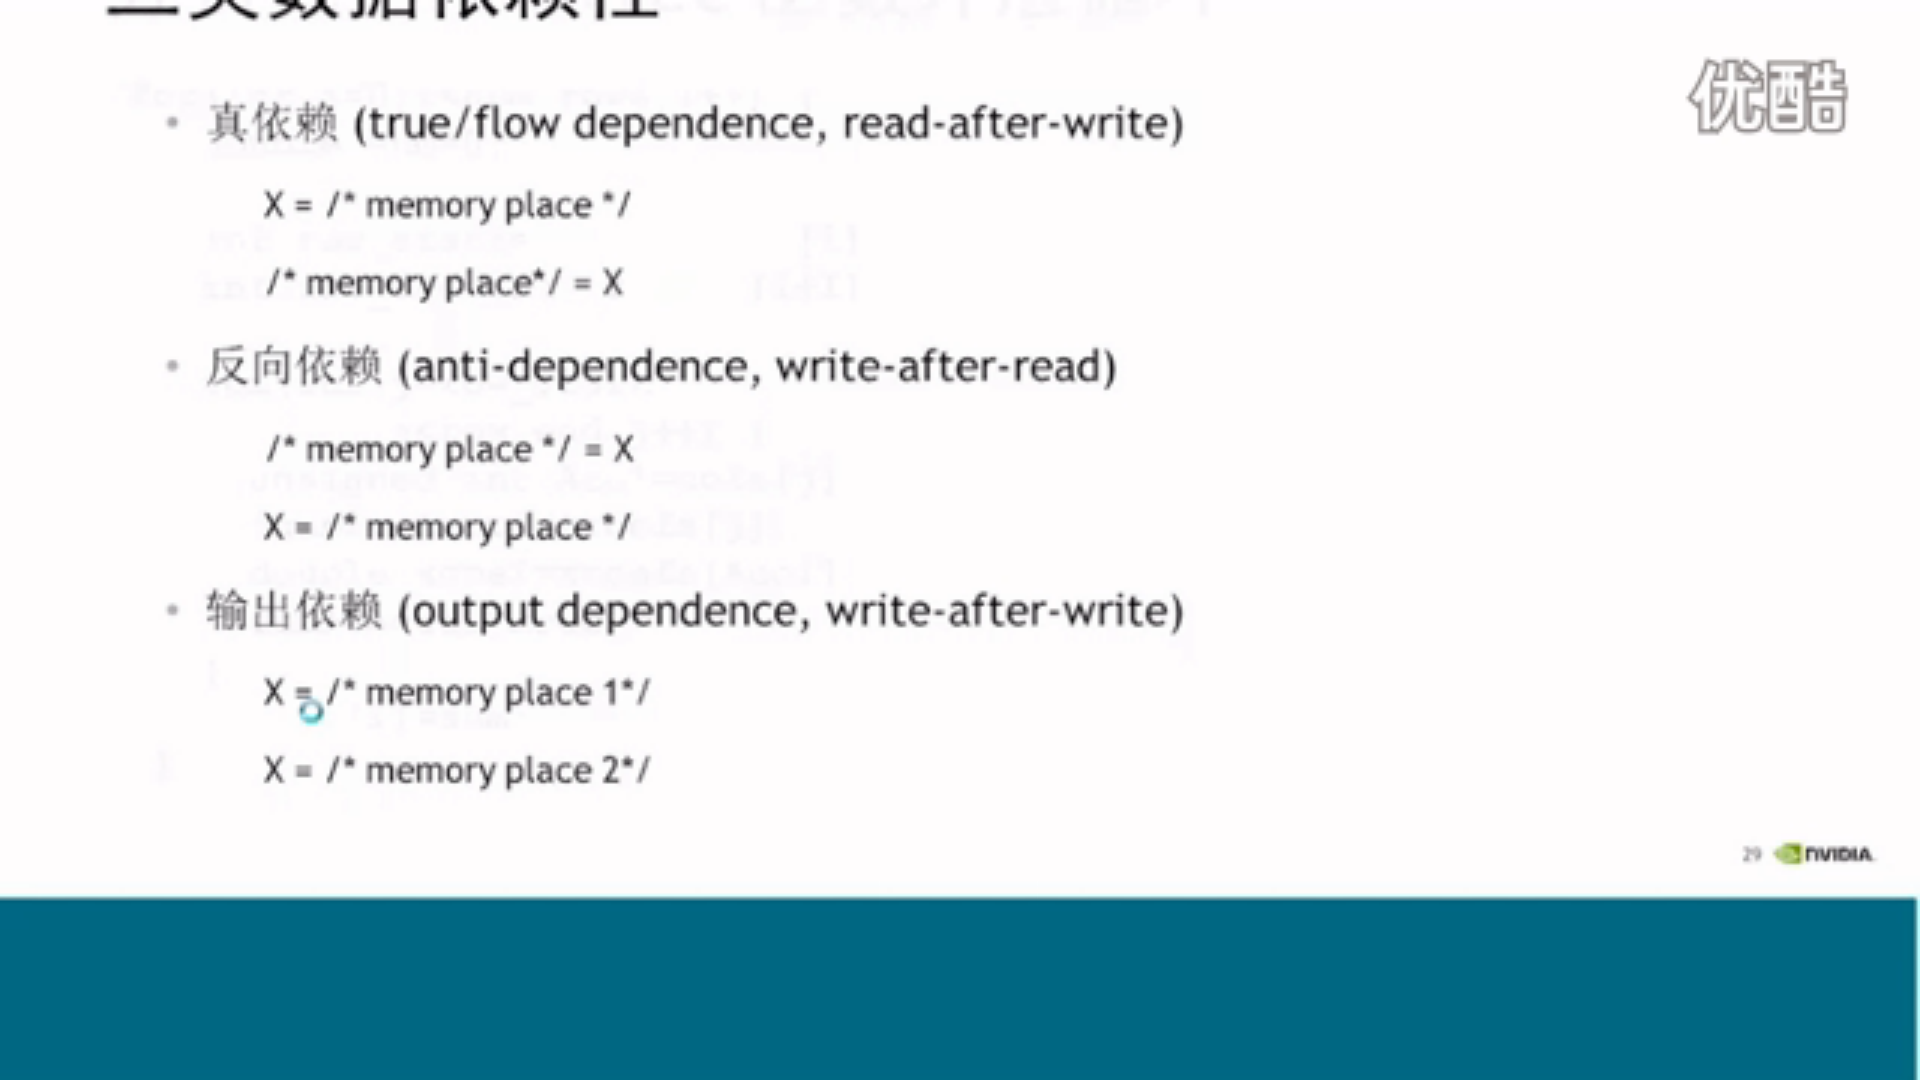 三类数据依赖性
优酷
• 真依赖 (true/flow dependence, read-after-write)
X = /* memory place */
/* memory place*/ = X
• 反向依赖 (anti-dependence, write-after-read)
/* memory place */ = X
X = /* memory place */
• 输出依赖 (output dependence, write-after-write)
X = /* memory place 1*/
X = /* memory place 2*/
29 NVIDIA